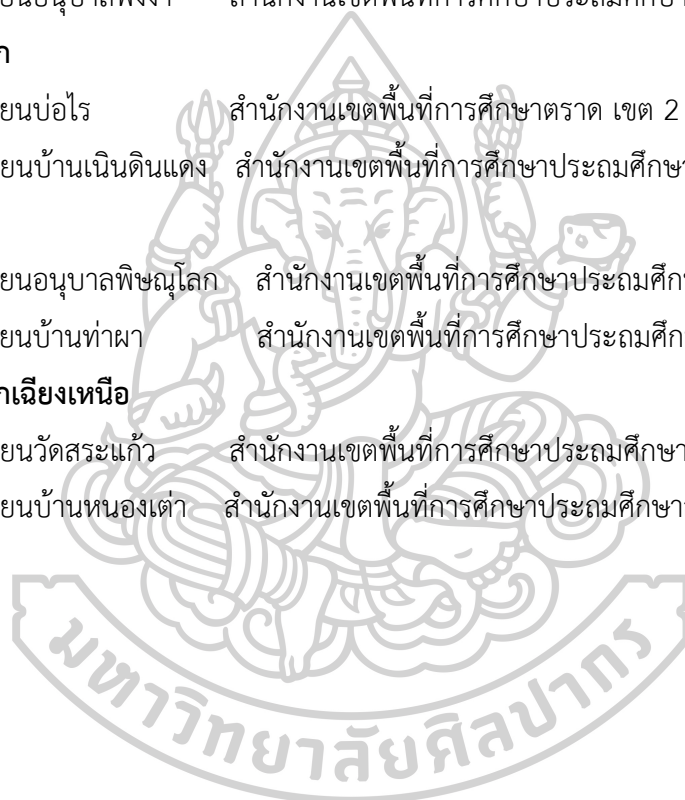 สำนักงานเขตพื้นที่การศึกษาประถมศึกษา
ก
ยนบ่อไร สำนักงานเขตพื้นที่การศึกษาตราด เขต 2
ยนบ้านเนินดินแดง สำนักงานเขตพื้นที่การศึกษาประถมศึกษา
ยนอนุบาลพิษณุโลก สำนักงานเขตพื้นที่การศึกษาประถมศึก
ยนบ้านท่าผา สำนักงานเขตพื้นที่การศึกษาประถมศึก
กเฉียงเหนือ
ยนวัดสระแก้ว สำนักงานเขตพื้นที่การศึกษาประถมศึกษา
ยนบ้านหนองเต่า สำนักงานเขตพื้นที่การศึกษาประถมศึกษา
มหาวิทยาลัยศิลปากร